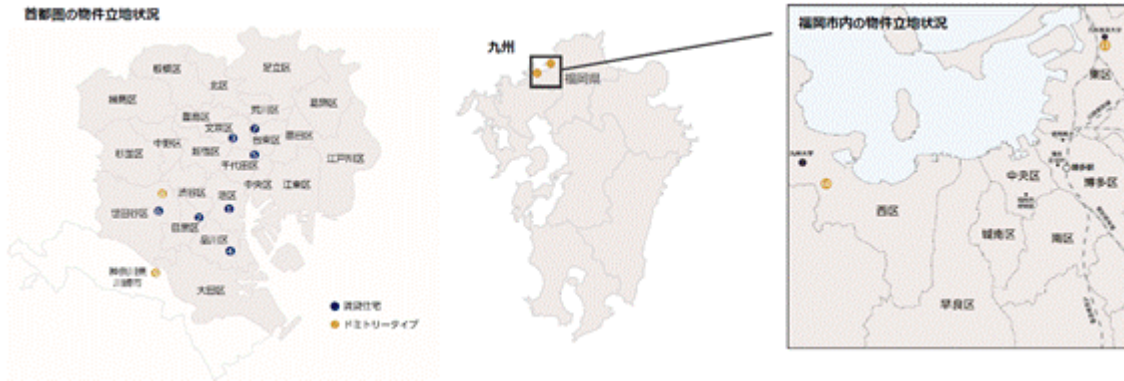 首都圏の物件立地状況
板橋区
足立区
北区
練馬区
葛飾区
荒川区
豊島区
文京区
台東区
墨田区
中野区
新宿区
杉並区
千代田区
江戸川区
渋谷区
中央区
江東区
港区
世田谷区
目黒区
品川区
神奈川県
川崎市
大田区
賃貸住宅
ドミトリータイプ
九州
福岡県
福岡市内の物件立地状況
東区
九州大学
博多駅
中央区
博多区
西区
城南区
南区
早良区